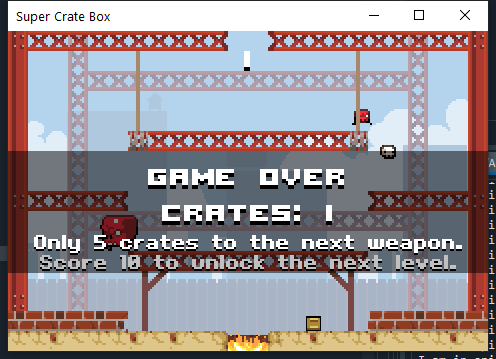 Super Crate Box
GAME OVER
CRATES: 1
Only 5 crates to the next weapon.
Score 10 to unlock the next level.